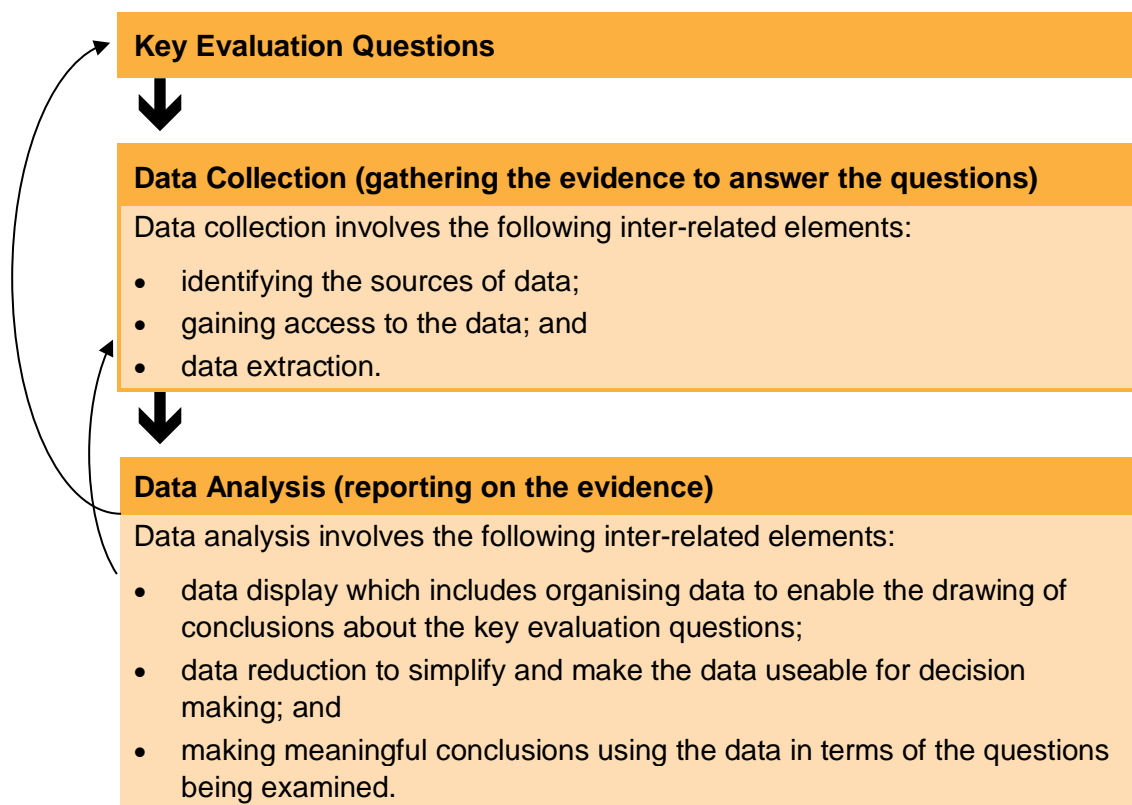 Key Evaluation Questions
Data Collection (gathering the evidence to answer the questions)
Data collection involves the following inter-related elements:
• identifying the sources of data;
• gaining access to the data; and
• data extraction.
Data Analysis (reporting on the evidence)
Data analysis involves the following inter-related elements:
• data display which includes organising data to enable the drawing of
conclusions about the key evaluation questions;
• data reduction to simplify and make the data useable for decision
making; and
• making meaningful conclusions using the data in terms of the questions
being examined.